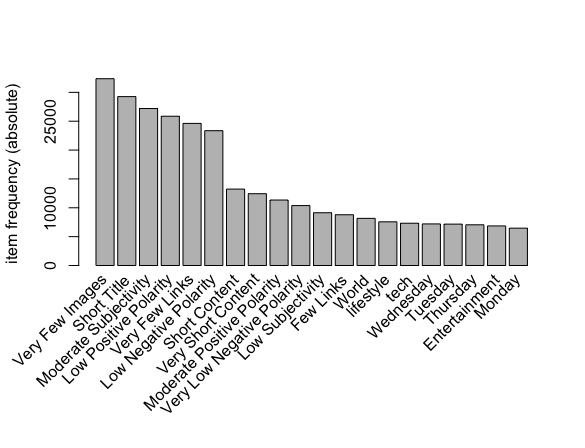 item frequency (absolute)
25000
10000
0
Very Few Images
Short Title
Moderate Subjectivity
Low Positive Polarity
Very Few Links
Low Negative Polarity
Short Content
Very Short Content
Moderate Positive Polarity
Very Low Negative Polarity
Low Subjectivity
Few Links
World
lifestyle
tech
Wednesday
Tuesday
Thursday
Entertainment
Monday